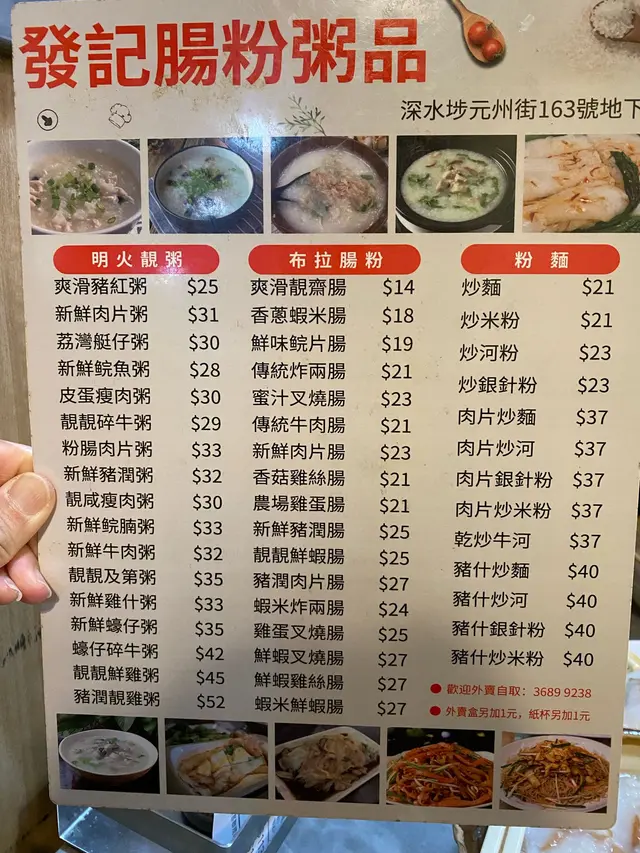 發記腸粉粥品
深水埗元州街163號地下
明火靚粥
爽滑豬紅粥 $25
新鮮肉片粥 $31
荔灣艇仔粥 $30
新鮮鯇魚粥 $28
皮蛋瘦肉粥 $30
靚靚碎牛粥 $29
粉腸肉片粥 $33
新鮮豬潤粥 $32
靚咸瘦肉粥 $30
新鮮鯇腩粥 $33
新鮮牛肉粥 $32
靚靚及第粥 $35
新鮮雞什粥 $33
新鮮蠔仔粥 $35
蠔仔碎牛粥 $42
靚靚鮮雞粥 $45
豬潤靚雞粥 $52
布拉腸粉
爽滑靚齋腸 $14
香蔥蝦米腸 $18
鮮味鯇片腸 $19
傳統炸兩腸 $21
蜜汁叉燒腸 $23
傳統牛肉腸 $21
新鮮肉片腸 $23
香菇雞絲腸 $21
農場雞蛋腸 $21
新鮮豬潤腸 $25
靚靚鮮蝦腸 $25
豬潤肉片腸 $27
蝦米炸兩腸 $24
雞蛋叉燒腸 $25
鮮蝦叉燒腸 $27
鮮蝦雞絲腸 $27
蝦米鮮蝦腸 $27
粉麵
炒麵 $21
炒米粉 $21
炒河粉 $23
炒銀針粉 $23
肉片炒麵 $37
肉片炒河 $37
肉片銀針粉 $37
肉片炒米粉 $37
乾炒牛河 $37
豬什炒麵 $40
豬什炒河 $40
豬什銀針粉 $40
豬什炒米粉 $40
歡迎外賣自取：3689 9238
外賣盒另加1元，紙杯另加1元